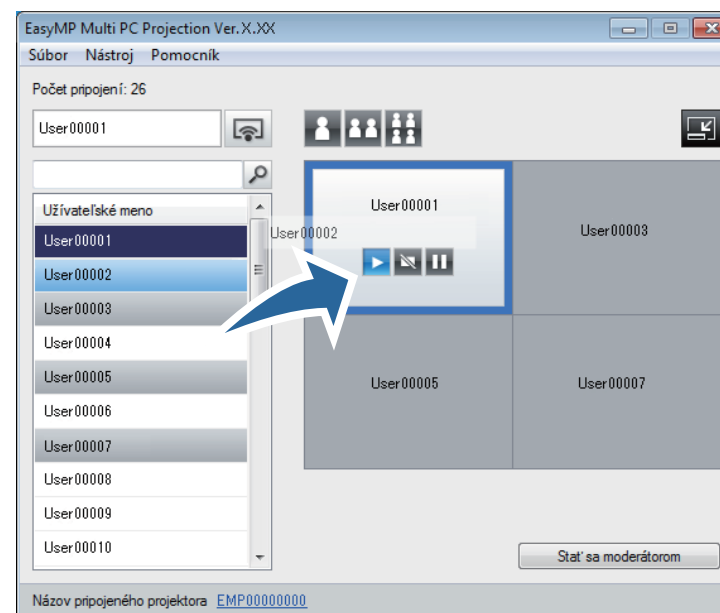 EasyMP Multi PC Projection Ver.X.XX
Súbor Nástroj Pomocník
Počet pripojení: 26
User00001
Užívateľské meno
User00001
User00002
User00003
User00004
User00005
User00006
User00007
User00008
User00009
User00010
User00001
User00002
User00003
User00005
User00007
Stať sa moderátorom
Názov pripojeného projektora EMP00000000